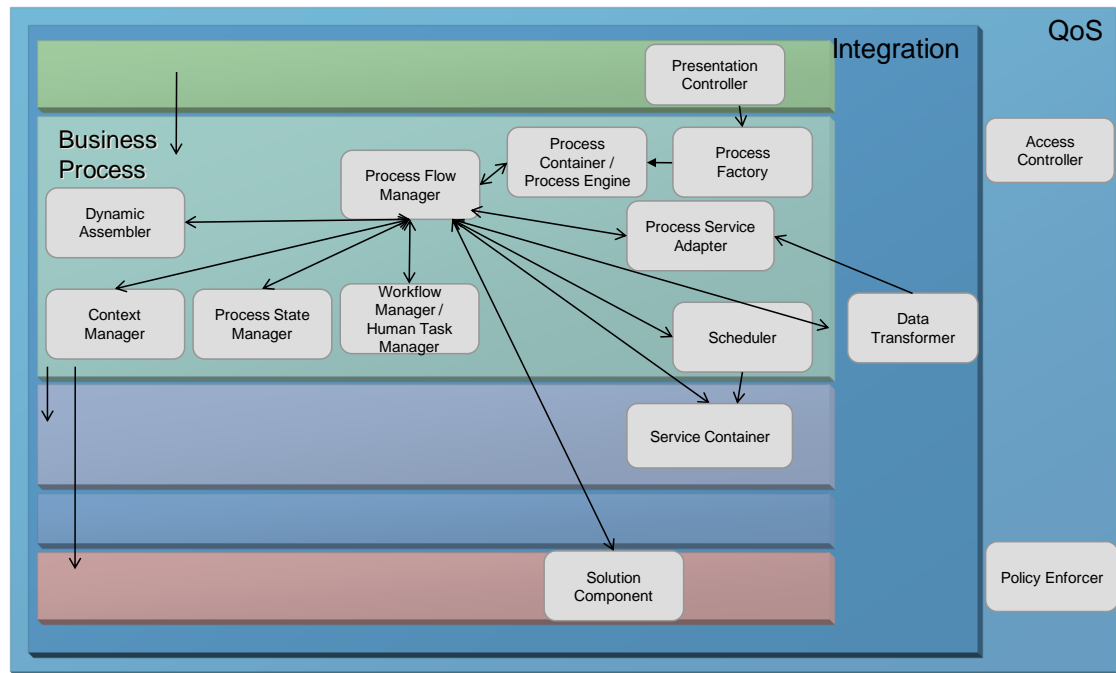 QoS
Integration
Presentation
Controller
Business
Process
Process
Container /
Process Engine
Process
Factory
Access
Controller
Process Flow
Manager
Dynamic
Assembler
Process Service
Adapter
Context
Manager
Process State
Manager
Workflow
Manager /
Human Task
Manager
Scheduler
Data
Transformer
Service Container
Solution
Component
Policy Enforcer